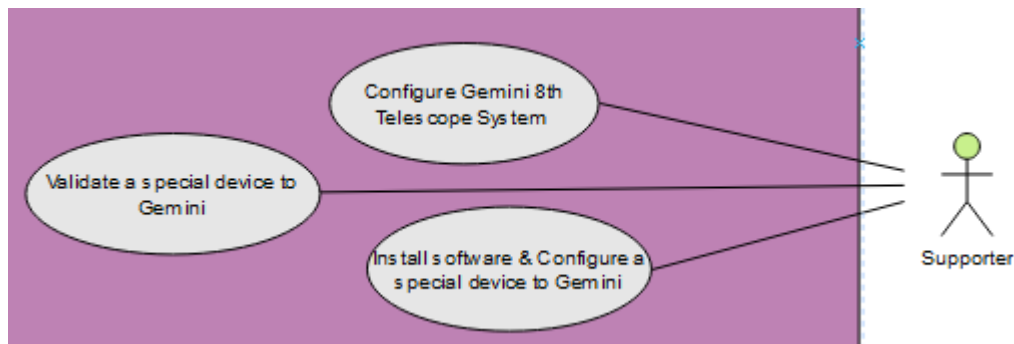 Configure Gemini 8th
Telescope System
Validate a special device to
Gemini
Install software & Configure a
special device to Gemini
Supporter